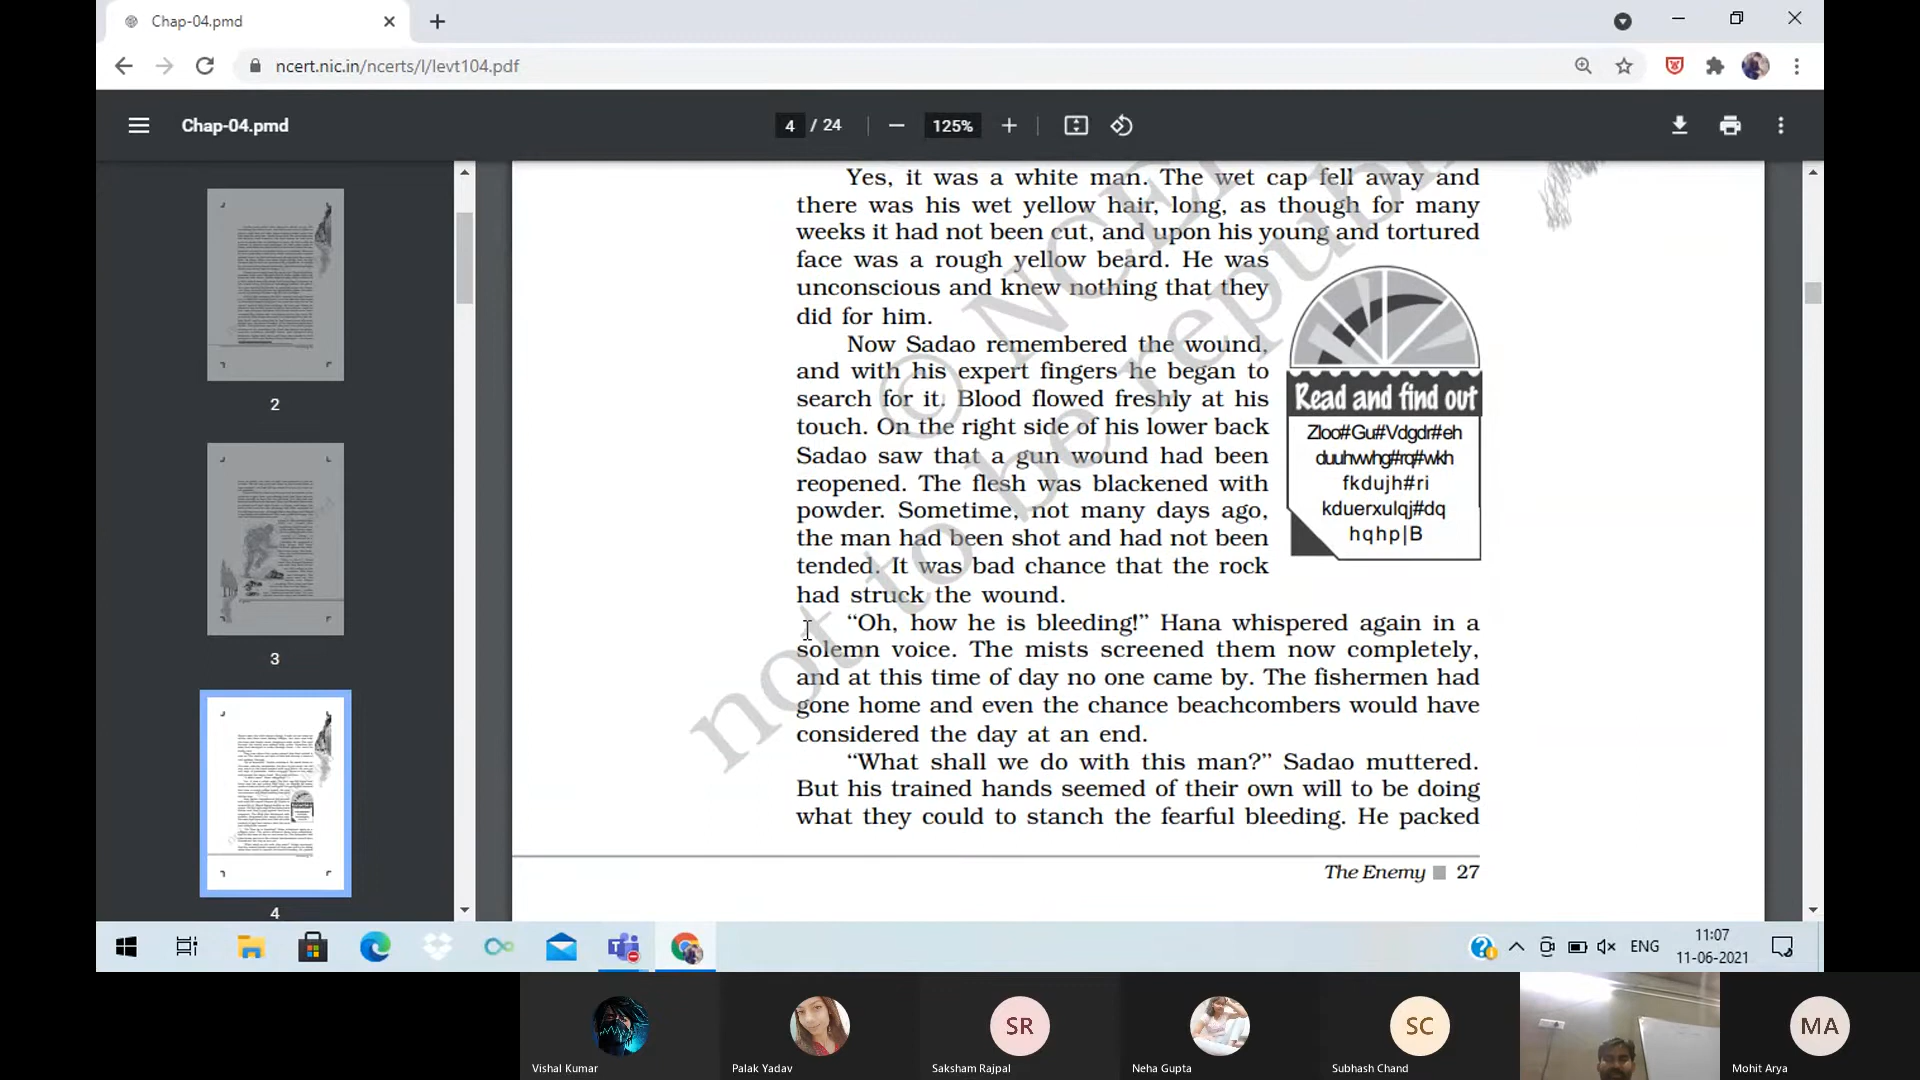 Chap-04.pmd
ncert.nic.in/ncerts/l/levt104.pdf
Chap-04.pmd
4 / 24
125%
Yes, it was a white man. The wet cap fell away and
there was his wet yellow hair, long, as though for many
weeks it had not been cut, and upon his young and tortured
face was a rough yellow beard. He was
unconscious and knew nothing that they
did for him.
Now Sadao remembered the wound,
and with his expert fingers he began to
search for it. Blood flowed freshly at his
touch. On the right side of his lower back
Sadao saw that a gun wound had been
reopened. The flesh was blackened with
powder. Sometime, not many days ago,
the man had been shot and had not been
tended. It was bad chance that the rock
had struck the wound.
Read and find out
Zloo#Gu#Vdgdr#eh
duuhvwhg#rq#wkh
fkdujh#ri
kduerxulqj#dq
hqhp|B
“Oh, how he is bleeding!” Hana whispered again in a
solemn voice. The mists screened them now completely,
and at this time of day no one came by. The fishermen had
gone home and even the chance beachcombers would have
considered the day at an end.
“What shall we do with this man?” Sadao muttered.
But his trained hands seemed of their own will to be doing
what they could to stanch the fearful bleeding. He packed
The Enemy 27
© NCE
not to be republi
2
3
4
ENG
11:07
11-06-2021
SR
SC
MA
Vishal Kumar
Palak Yadav
Saksham Rajpal
Neha Gupta
Subhash Chand
Mohit Arya